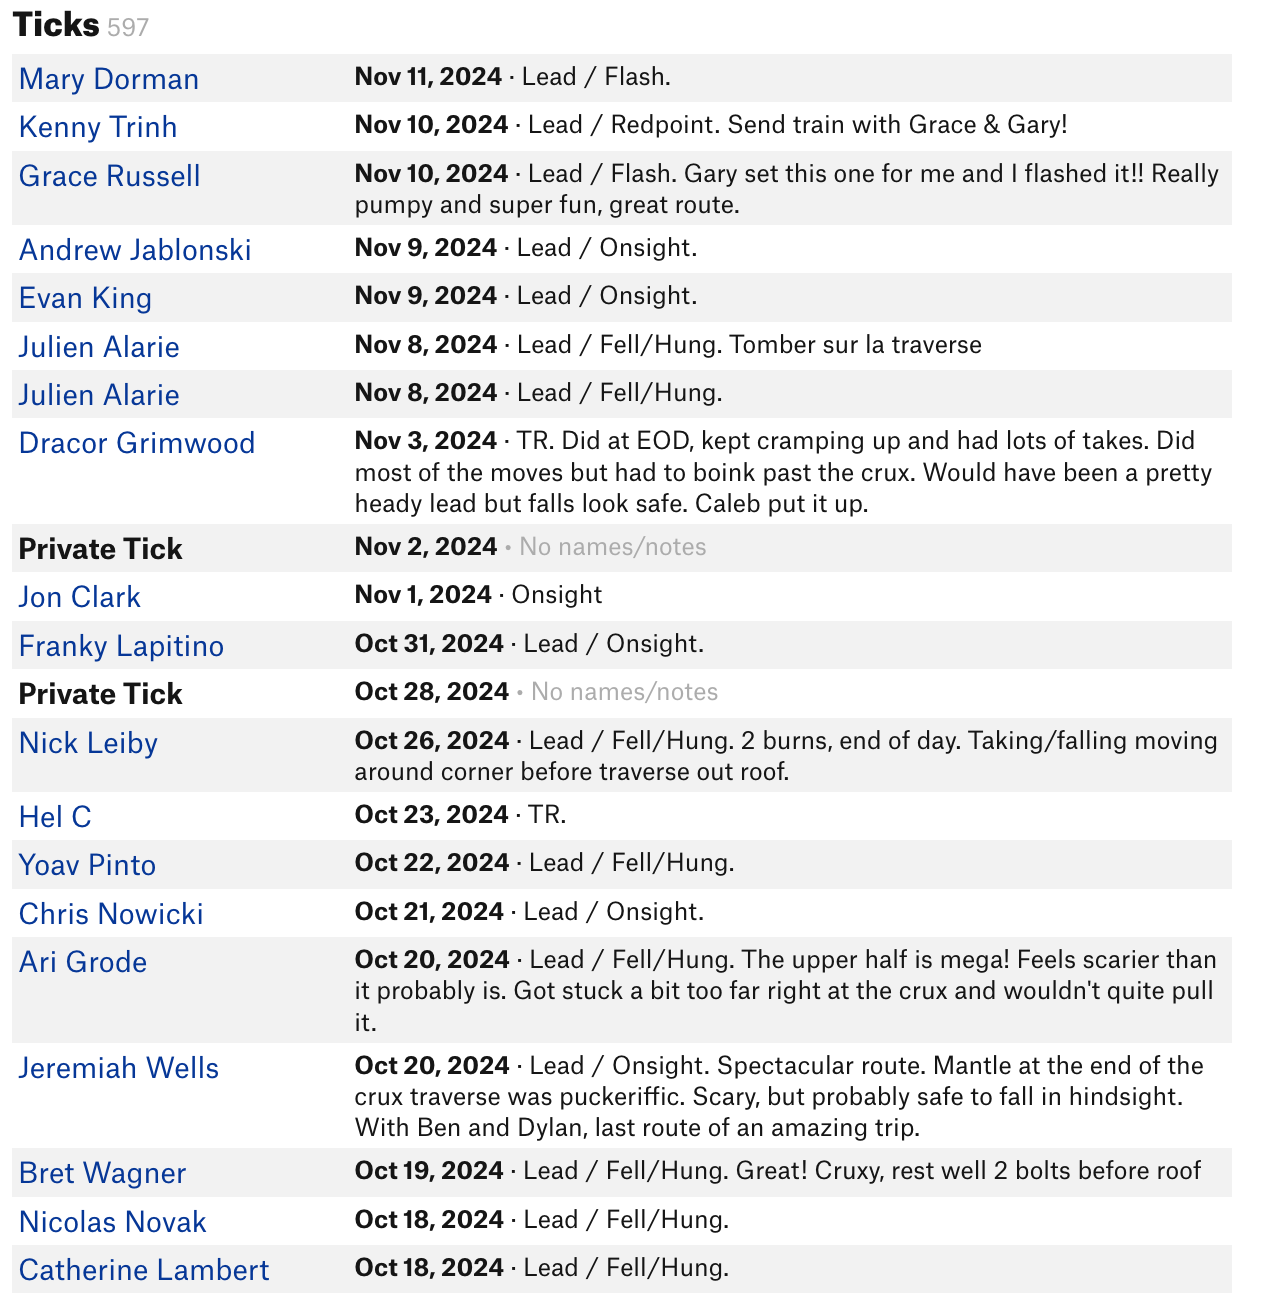 Ticks 597
Mary Dorman
Nov 11, 2024 · Lead / Flash.
Kenny Trinh
Nov 10, 2024 · Lead / Redpoint. Send train with Grace & Gary!
Grace Russell
Nov 10, 2024 · Lead / Flash. Gary set this one for me and I flashed it!! Really
pumpy and super fun, great route.
Andrew Jablonski
Nov 9, 2024 · Lead / Onsight.
Evan King
Nov 9, 2024 · Lead / Onsight.
Julien Alarie
Nov 8, 2024 · Lead / Fell/Hung. Tomber sur la traverse
Julien Alarie
Nov 8, 2024 · Lead / Fell/Hung.
Dracor Grimwood
Nov 3, 2024 · TR. Did at EOD, kept cramping up and had lots of takes. Did
most of the moves but had to boink past the crux. Would have been a pretty
heady lead but falls look safe. Caleb put it up.
Private Tick
Nov 2, 2024 • No names/notes
Jon Clark
Nov 1, 2024 · Onsight
Franky Lapitino
Oct 31, 2024 · Lead / Onsight.
Private Tick
Oct 28, 2024 • No names/notes
Nick Leiby
Oct 26, 2024 · Lead / Fell/Hung. 2 burns, end of day. Taking/falling moving
around corner before traverse out roof.
Hel C
Oct 23, 2024 · TR.
Yoav Pinto
Oct 22, 2024 · Lead / Fell/Hung.
Chris Nowicki
Oct 21, 2024 · Lead / Onsight.
Ari Grode
Oct 20, 2024 · Lead / Fell/Hung. The upper half is mega! Feels scarier than
it probably is. Got stuck a bit too far right at the crux and wouldn't quite pull
it.
Jeremiah Wells
Oct 20, 2024 · Lead / Onsight. Spectacular route. Mantle at the end of the
crux traverse was puckeriffic. Scary, but probably safe to fall in hindsight.
With Ben and Dylan, last route of an amazing trip.
Bret Wagner
Oct 19, 2024 · Lead / Fell/Hung. Great! Cruxy, rest well 2 bolts before roof
Nicolas Novak
Oct 18, 2024 · Lead / Fell/Hung.
Catherine Lambert
Oct 18, 2024 · Lead / Fell/Hung.